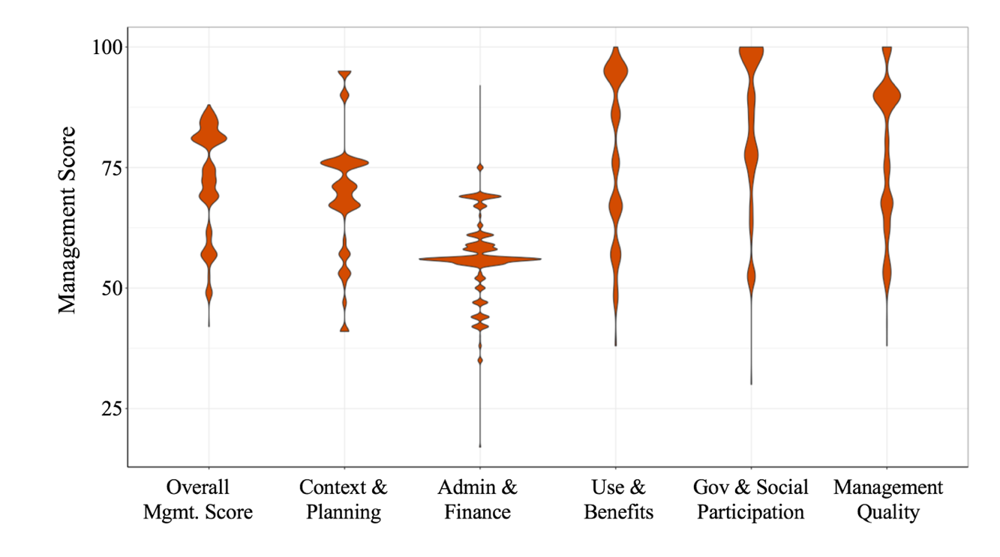 Management Score
100
75
50
25
Overall
Mgmt. Score
Context &
Planning
Admin &
Finance
Use &
Benefits
Gov & Social
Participation
Management
Quality